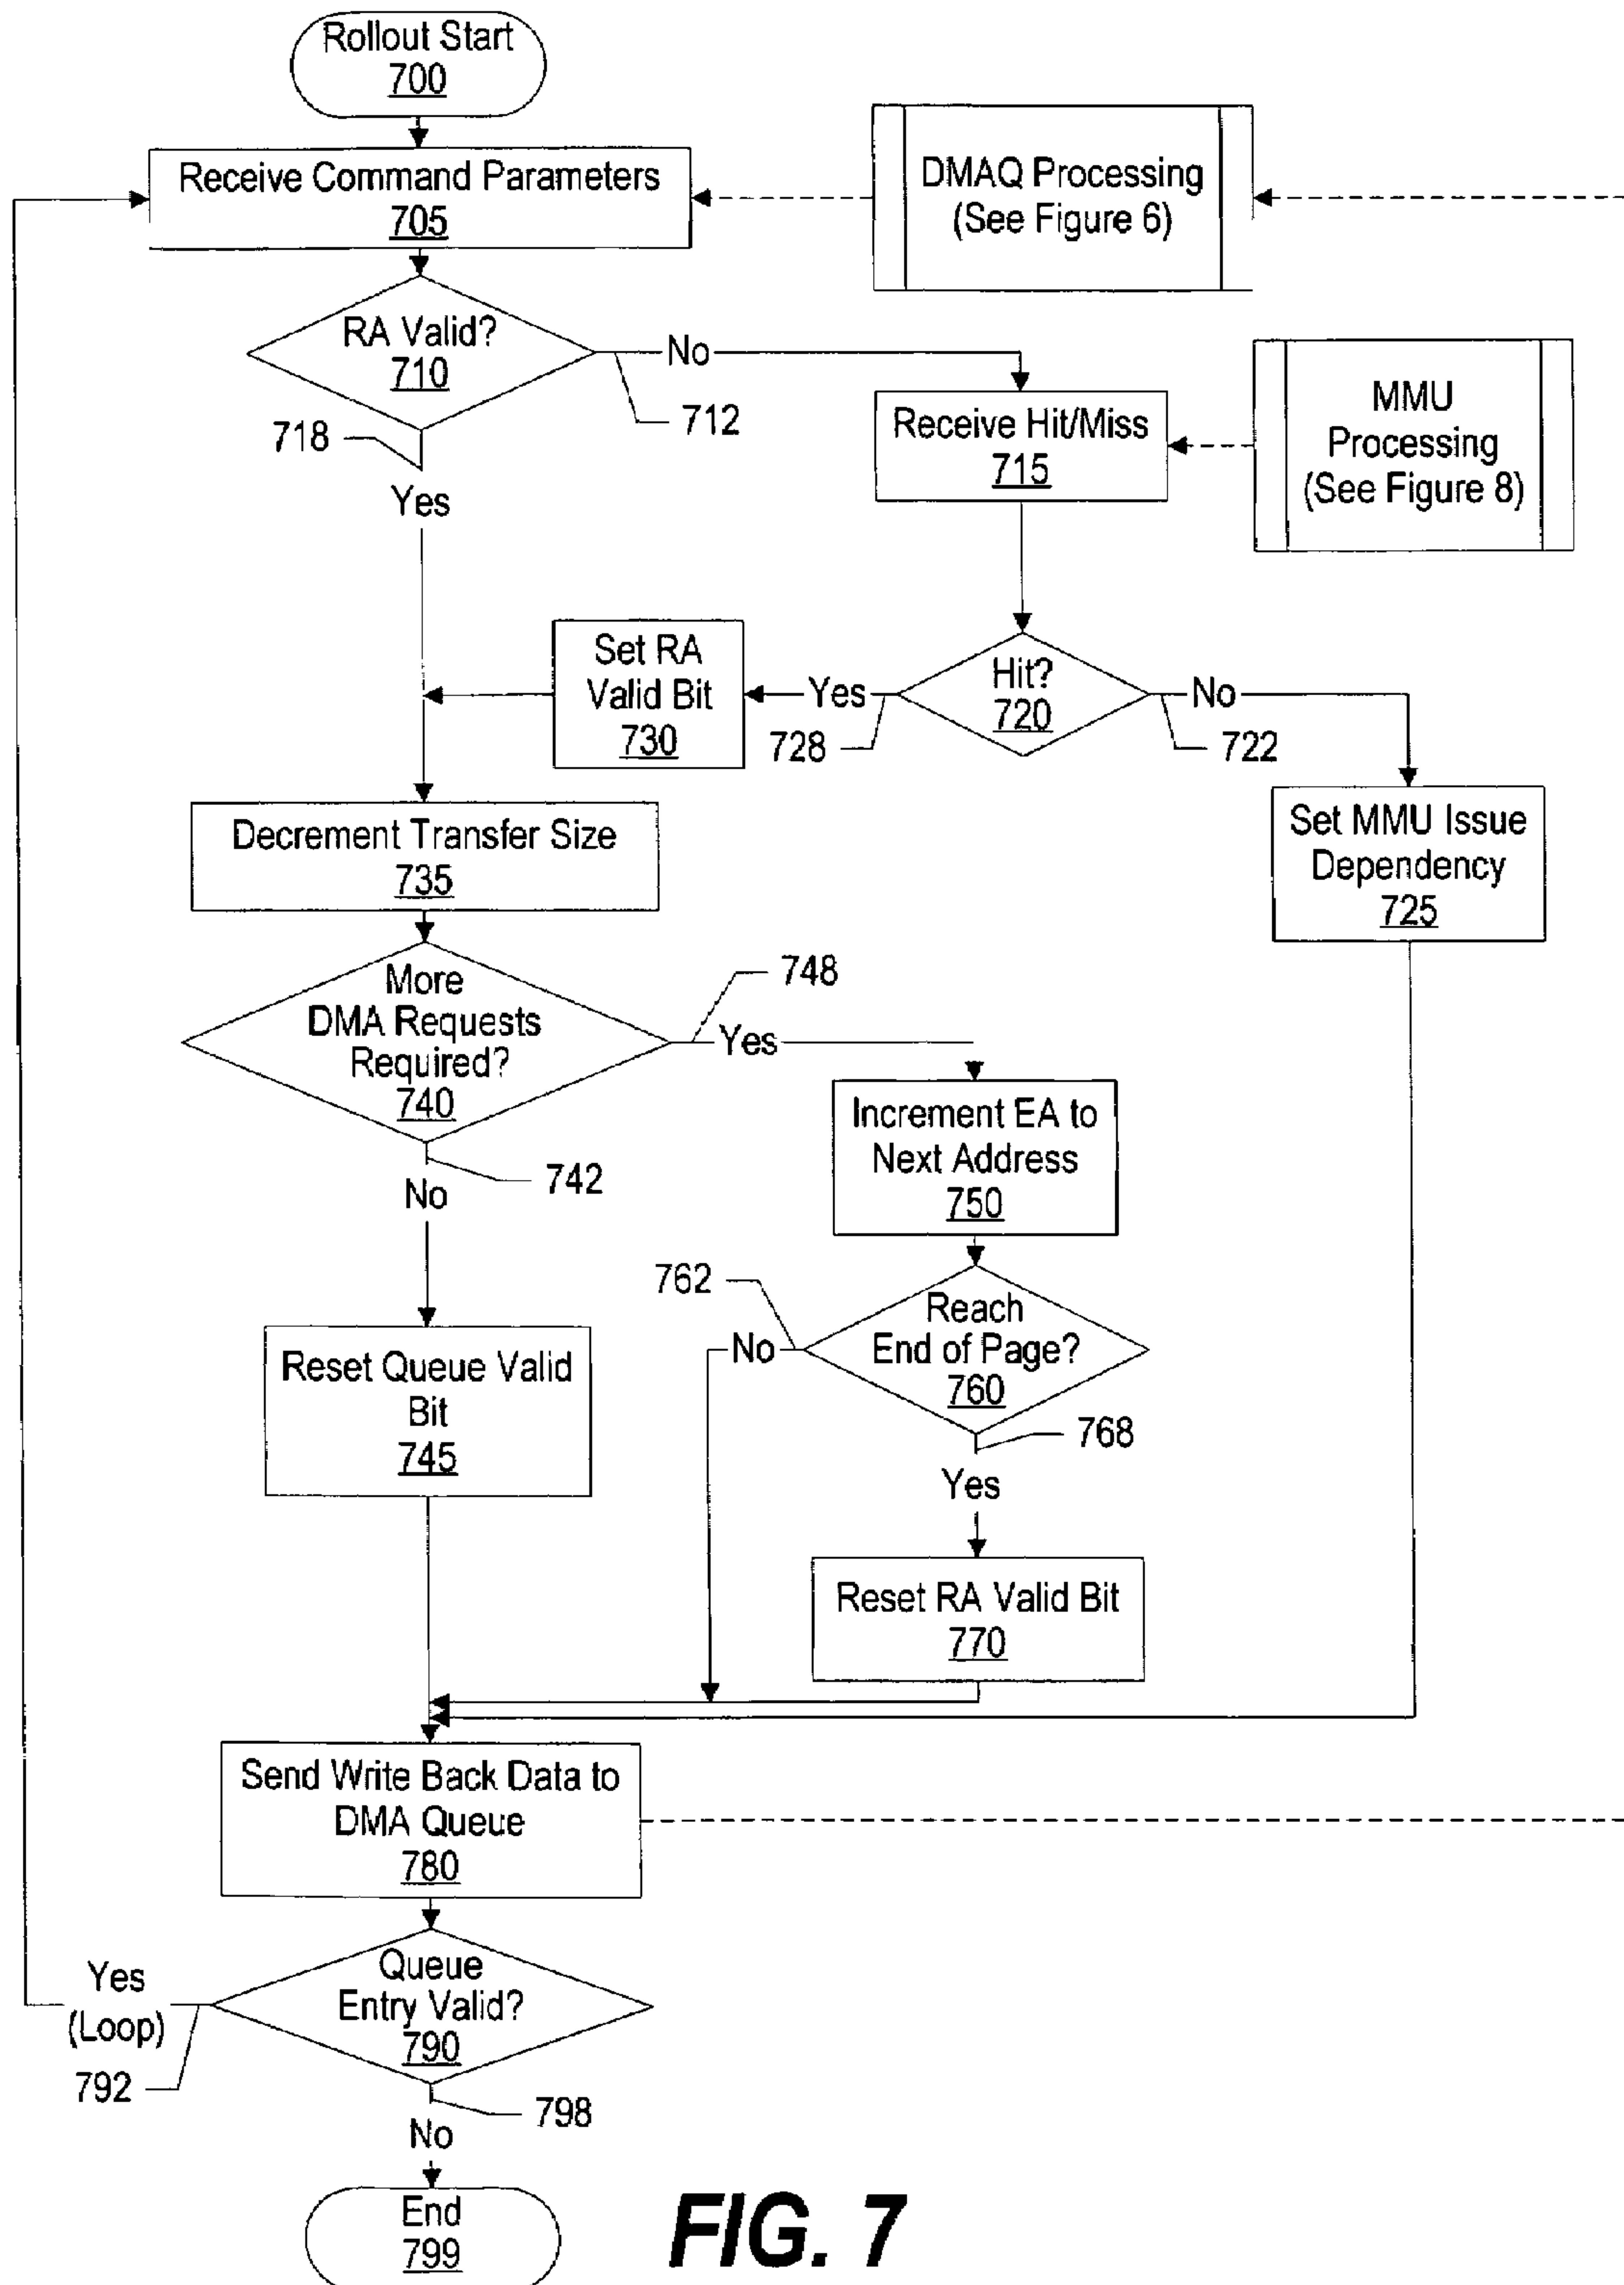 Rollout Start
700
Receive Command Parameters
705
DMAQ Processing
(See Figure 6)
RA Valid?
710
No
712
718
Yes
Receive Hit/Miss
715
MMU
Processing
(See Figure 8)
Set RA
Valid Bit
730
Yes
728
Hit?
720
No
722
Decrement Transfer Size
735
Set MMU Issue
Dependency
725
More
DMA Requests
Required?
740
748
Yes
742
No
Increment EA to
Next Address
750
762
No
Reach
End of Page?
760
768
Yes
Reset Queue Valid
Bit
745
Reset RA Valid Bit
770
Send Write Back Data to
DMA Queue
780
Queue
Entry Valid?
790
Yes
(Loop)
792
798
No
End
799
FIG. 7